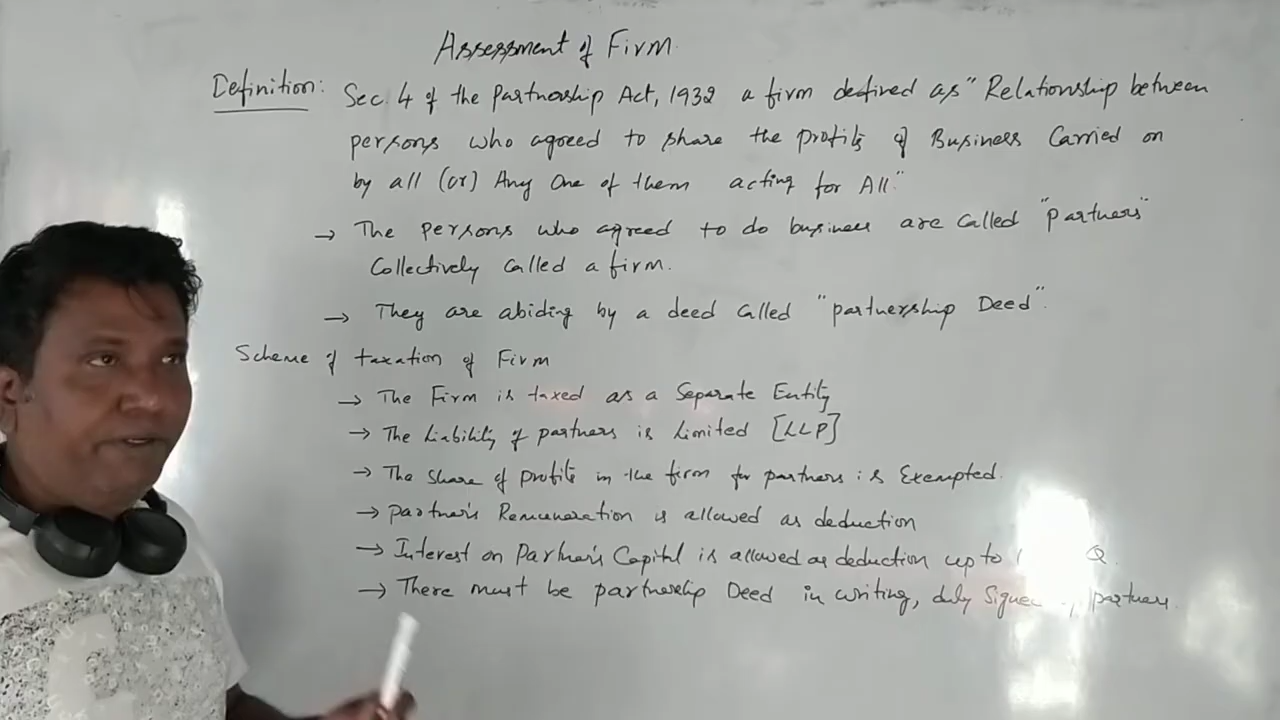 Assessment of Firm
Definition: Sec. 4 of the Partnership Act, 1932 a firm defined as "Relationship between
persons who agreed to share the profits of Business Carried on
by all (or) Any One of them acting for All"
→ The persons who agreed to do business are called "partners"
Collectively called a firm.
→ They are abiding by a deed called "partnership Deed".
Scheme of taxation of Firm
→ The Firm is taxed as a Separate Entity
→ The Liability of partners is Limited [LLP]
→ The Share of profits in the firm for partners is Exempted.
→ partner's Remuneration is allowed as deduction
→ Interest on Partner's Capital is allowed as deduction up to
→ There must be partnership Deed in writing, duly Signed partners.